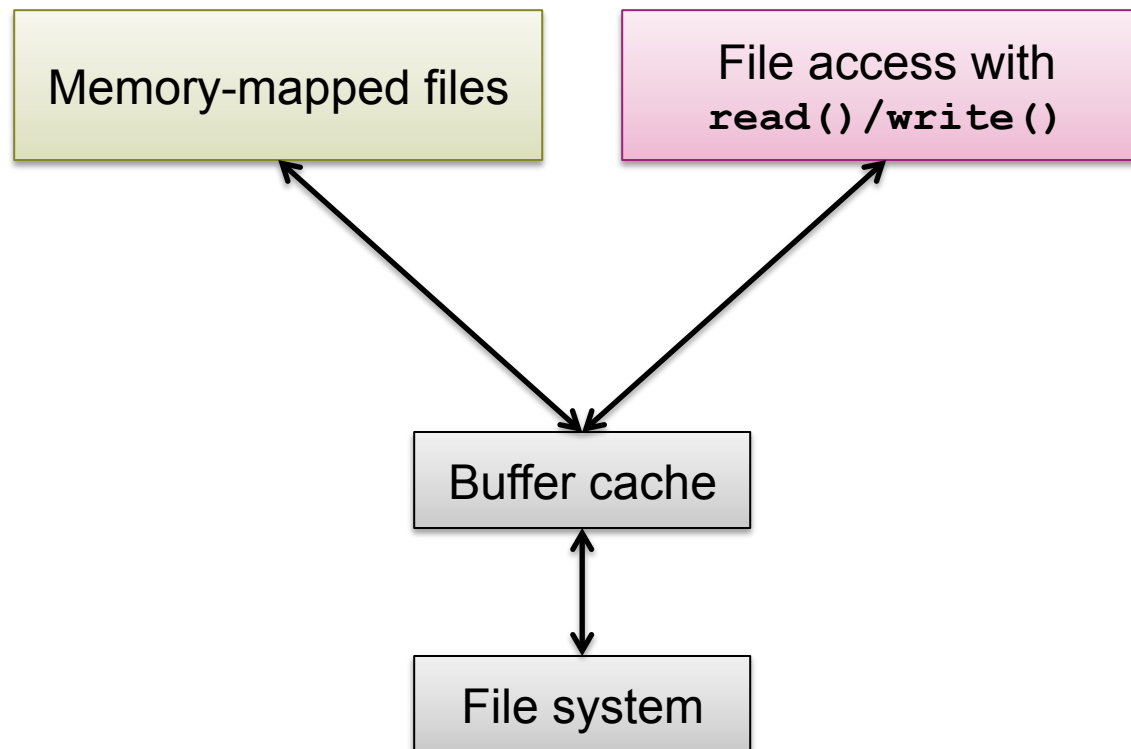 Memory-mapped files
File access with
read()/write()
Buffer cache
File system